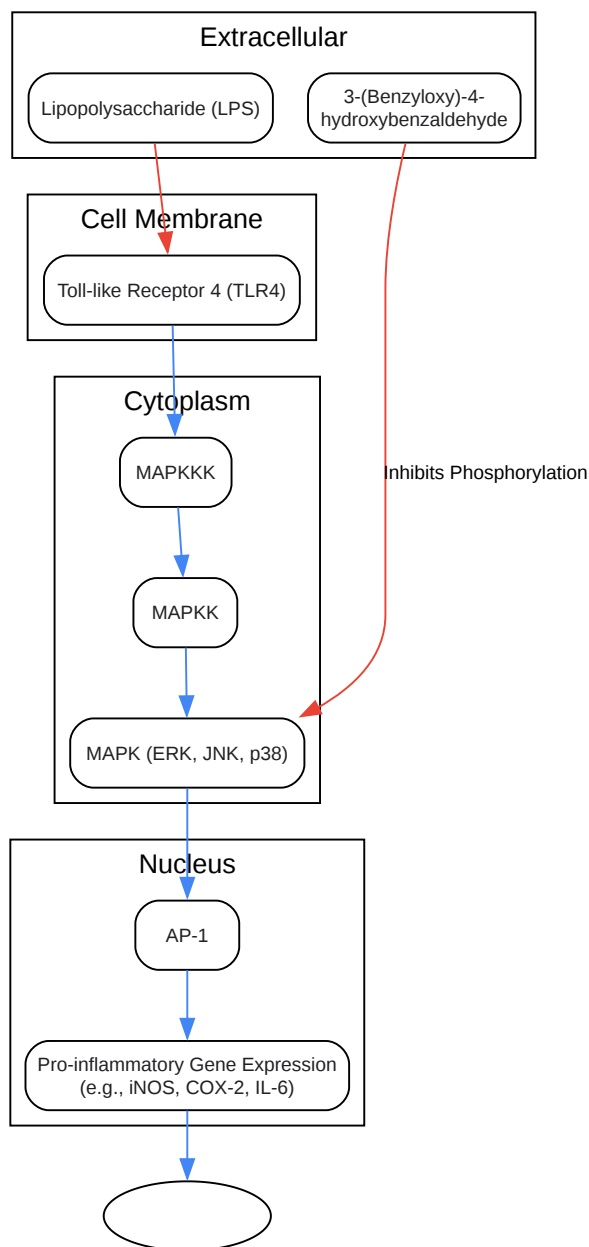 Extracellular
Lipopolysaccharide (LPS)
3-(Benzyloxy)-4-
hydroxybenzaldehyde
Cell Membrane
Toll-like Receptor 4 (TLR4)
Cytoplasm
MAPKKK
Inhibits Phosphorylation
MAPKK
MAPK (ERK, JNK, p38)
Nucleus
AP-1
Pro-inflammatory Gene Expression
(e.g., iNOS, COX-2, IL-6)